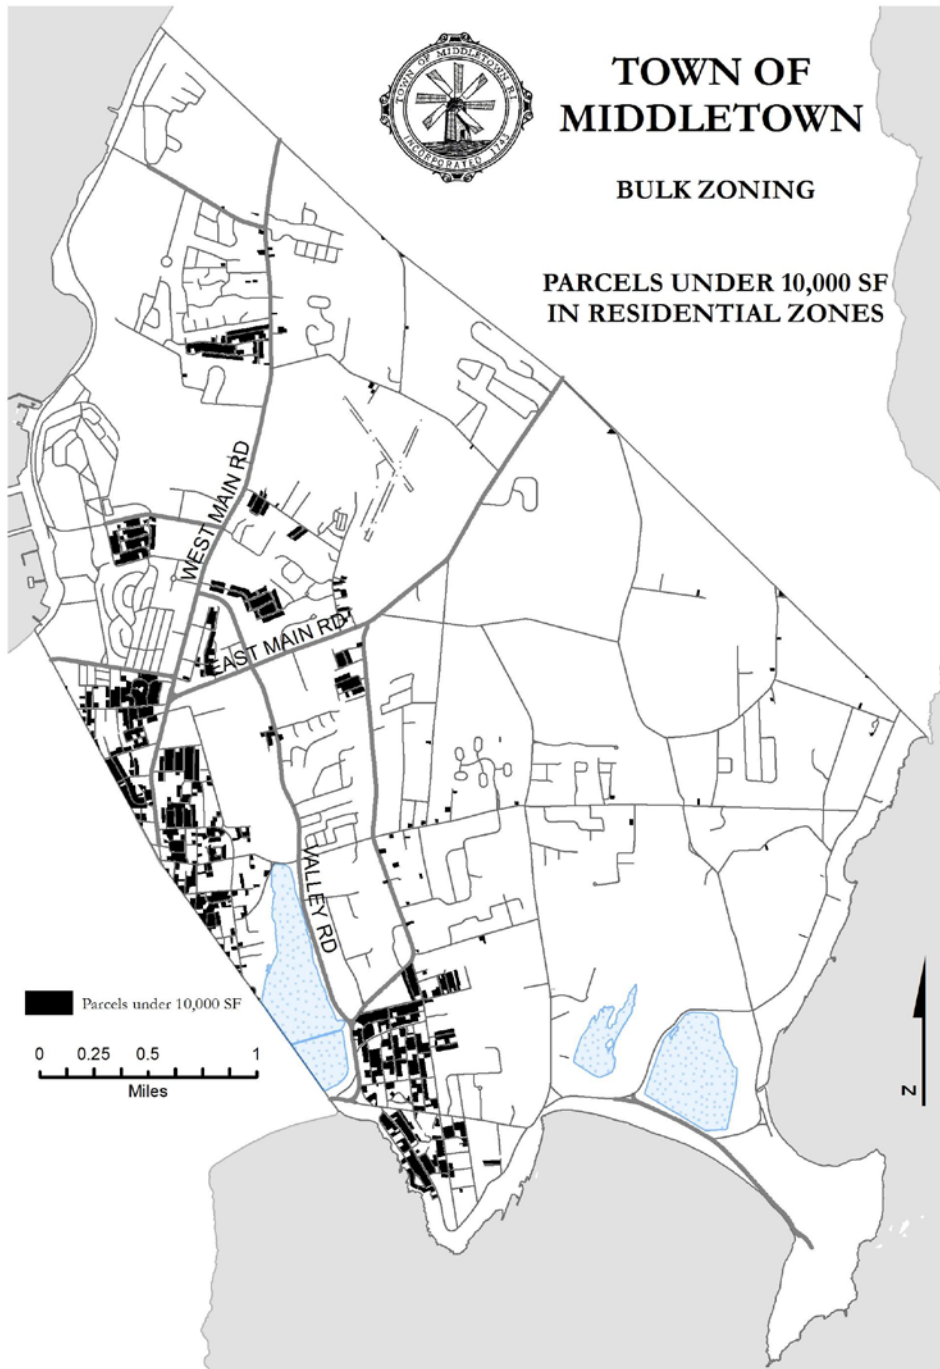 TOWN OF MIDDLETOWN, R.I.
INCORPORATED 1743
TOWN OF
MIDDLETOWN
BULK ZONING
PARCELS UNDER 10,000 SF
IN RESIDENTIAL ZONES
WEST MAIN RD
EAST MAIN RD
VALLEY RD
Parcels under 10,000 SF
0 0.25 0.5 1
Miles
N